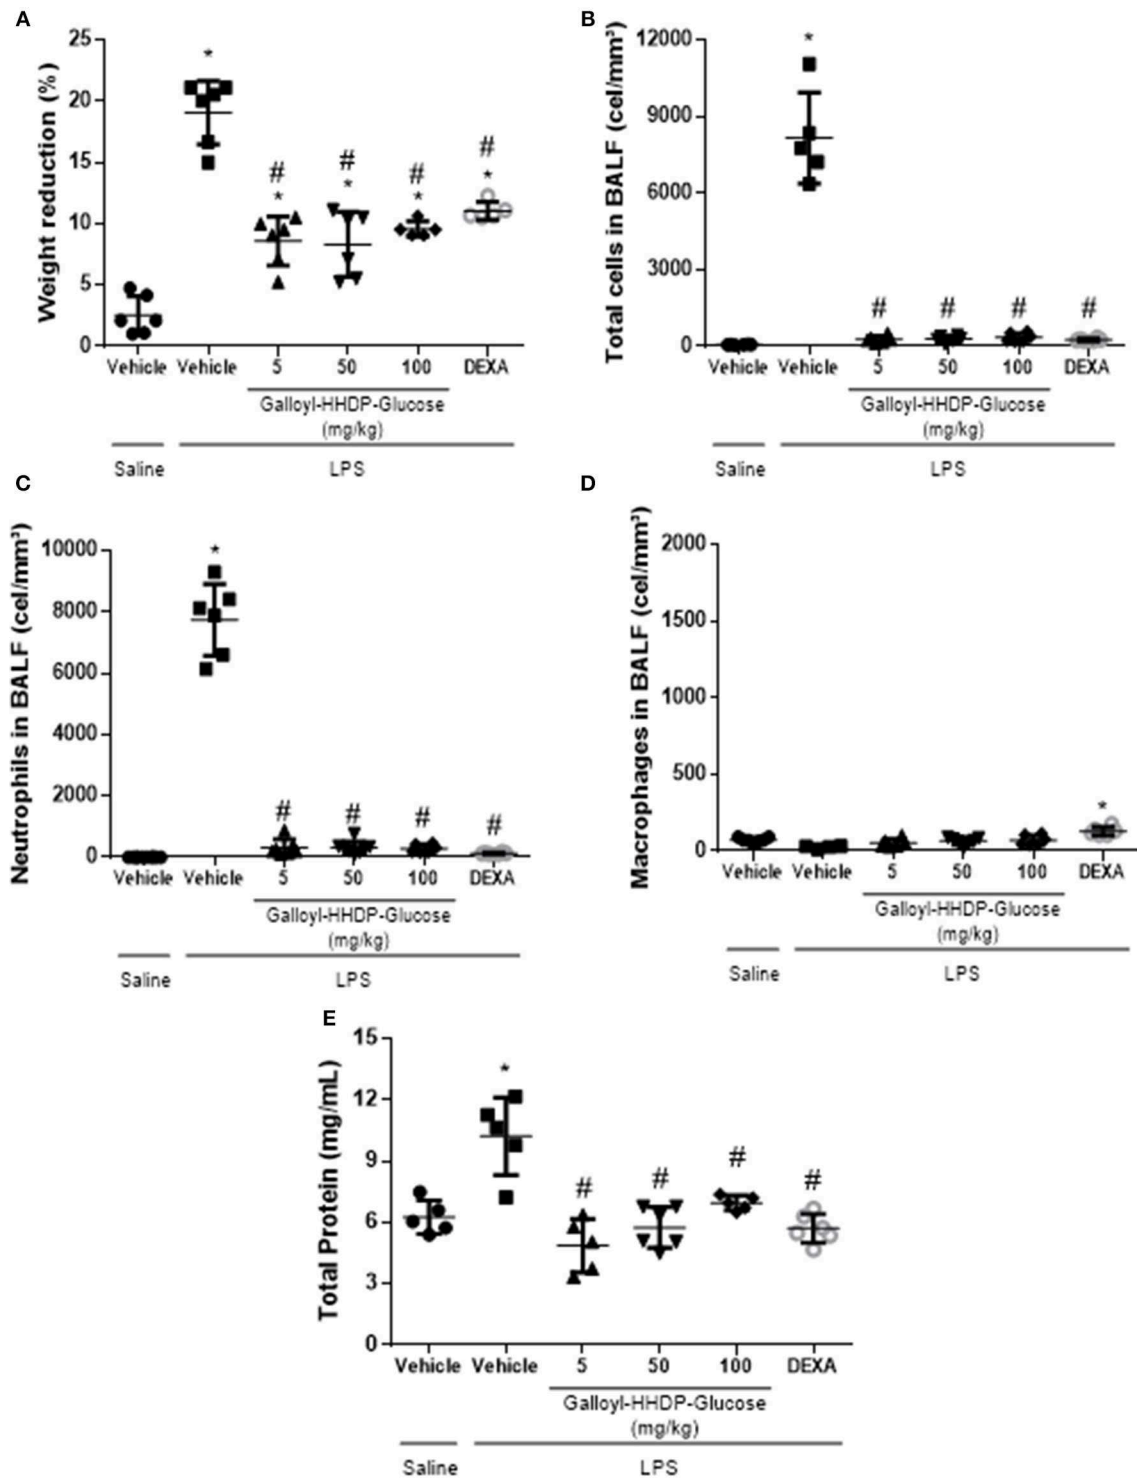 A
Weight reduction (%)
25
20
15
10
5
0
*
#
*
#
*
#
*
#
*
Vehicle Vehicle 5 50 100 DEXA
Galloyl-HHDP-Glucose
(mg/kg)
Saline LPS
B
Total cells in BALF (cel/mm³)
12000
9000
6000
3000
0
*
# # # #
Vehicle Vehicle 5 50 100 DEXA
Galloyl-HHDP-Glucose
(mg/kg)
Saline LPS
C
Neutrophils in BALF (cel/mm³)
10000
8000
6000
4000
2000
0
*
# # # #
Vehicle Vehicle 5 50 100 DEXA
Galloyl-HHDP-Glucose
(mg/kg)
Saline LPS
D
Macrophages in BALF (cel/mm³)
2000
1500
1000
500
0
*
Vehicle Vehicle 5 50 100 DEXA
Galloyl-HHDP-Glucose
(mg/kg)
Saline LPS
E
Total Protein (mg/mL)
15
12
9
6
3
0
*
# # # #
Vehicle Vehicle 5 50 100 DEXA
Galloyl-HHDP-Glucose
(mg/kg)
Saline LPS